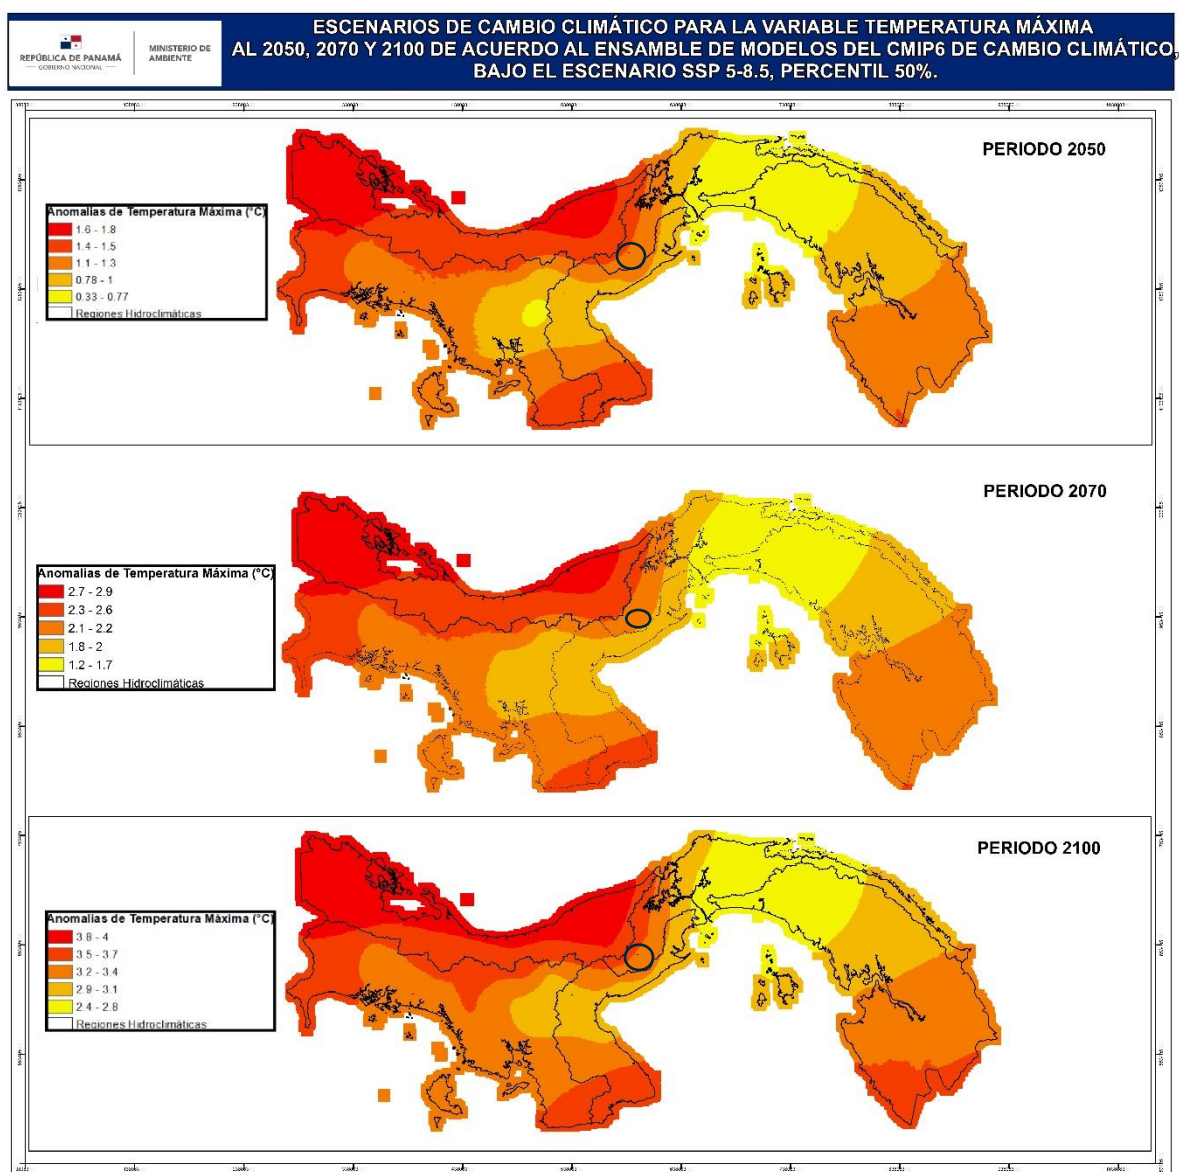 REPÚBLICA DE PANAMÁ
— GOBIERNO NACIONAL —
MINISTERIO DE
AMBIENTE
ESCENARIOS DE CAMBIO CLIMÁTICO PARA LA VARIABLE TEMPERATURA MÁXIMA
AL 2050, 2070 Y 2100 DE ACUERDO AL ENSAMBLE DE MODELOS DEL CMIP6 DE CAMBIO CLIMÁTICO,
BAJO EL ESCENARIO SSP 5-8.5, PERCENTIL 50%.
PERIODO 2050
Anomalías de Temperatura Máxima (°C)
1.6 - 1.8
1.4 - 1.5
1.1 - 1.3
0.78 - 1
0.33 - 0.77
Regiones Hidroclimáticas
PERIODO 2070
Anomalías de Temperatura Máxima (°C)
2.7 - 2.9
2.3 - 2.6
2.1 - 2.2
1.8 - 2
1.2 - 1.7
Regiones Hidroclimáticas
PERIODO 2100
Anomalías de Temperatura Máxima (°C)
3.8 - 4
3.5 - 3.7
3.2 - 3.4
2.9 - 3.1
2.4 - 2.8
Regiones Hidroclimáticas